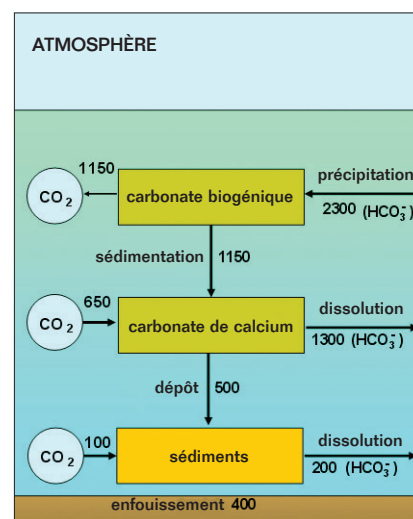 ATMOSPHÈRE
1150
CO₂
carbonate biogénique
précipitation
2300 (HCO₃⁻)
sédimentation 1150
650
CO₂
carbonate de calcium
dissolution
1300 (HCO₃⁻)
dépôt 500
100
CO₂
sédiments
dissolution
200 (HCO₃⁻)
enfouissement 400